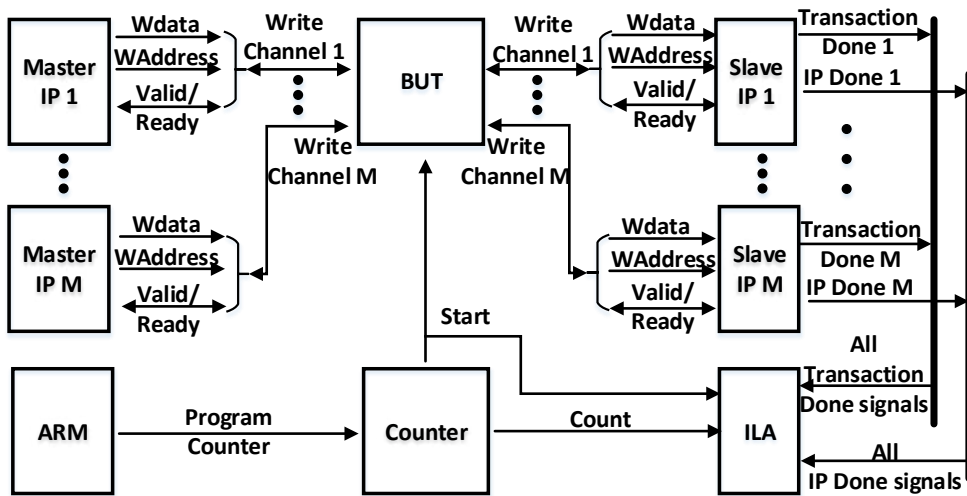 Master
IP 1
Wdata
WAddress
Valid/
Ready
Write
Channel 1
BUT
Write
Channel 1
Wdata
WAddress
Valid/
Ready
Slave
IP 1
Transaction
Done 1
IP Done 1
Write
Channel M
Write
Channel M
Master
IP M
Wdata
WAddress
Valid/
Ready
Wdata
WAddress
Valid/
Ready
Slave
IP M
Transaction
Done M
IP Done M
Start
All
Transaction
Done signals
ARM
Program
Counter
Counter
Count
ILA
All
IP Done signals